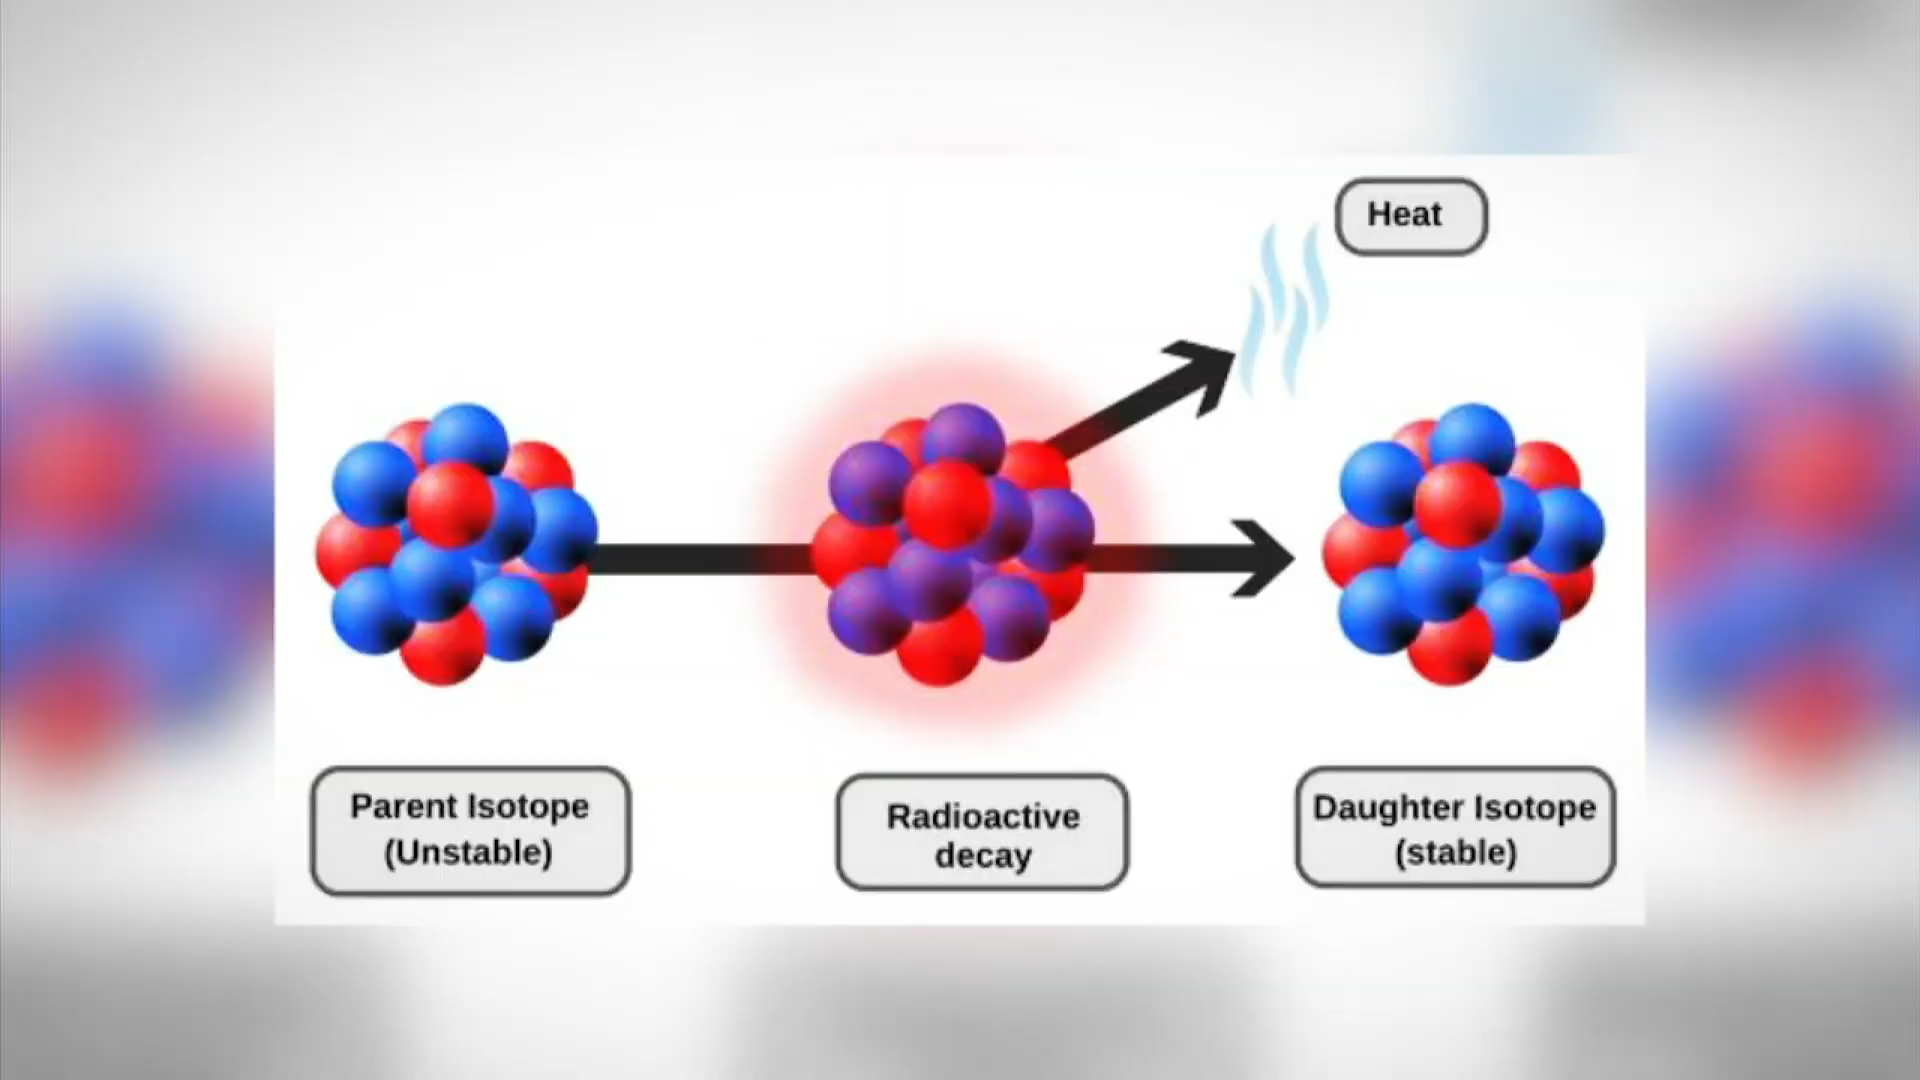 Heat
Parent Isotope
(Unstable)
Radioactive
decay
Daughter Isotope
(stable)